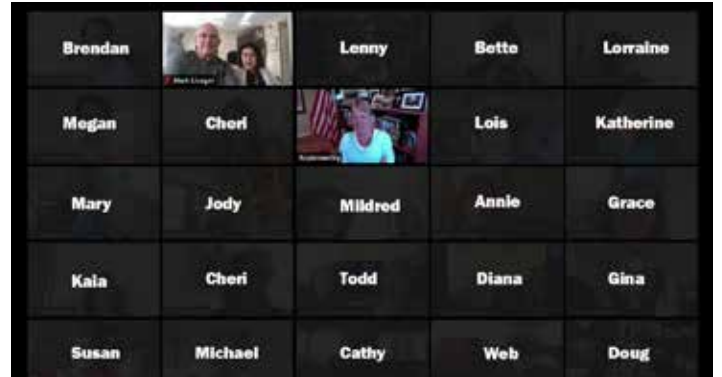 Brendan
Lenny
Bette
Lorraine
Megan
Cheri
Lois
Katherine
Mary
Jody
Mildred
Annie
Grace
Kaia
Cheri
Todd
Diana
Gina
Susan
Michael
Cathy
Web
Doug